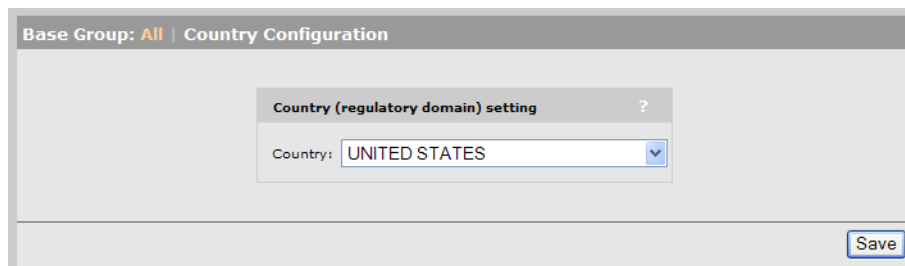 Base Group: All | Country Configuration
Country (regulatory domain) setting ?
Country: UNITED STATES
Save